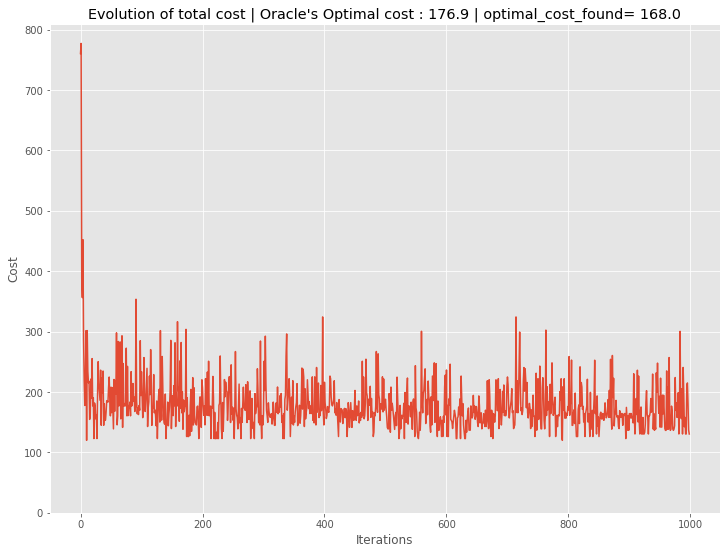 Evolution of total cost | Oracle's Optimal cost : 176.9 | optimal_cost_found= 168.0
800
700
600
500
400
300
200
100
0
Cost
0 200 400 600 800 1000
Iterations